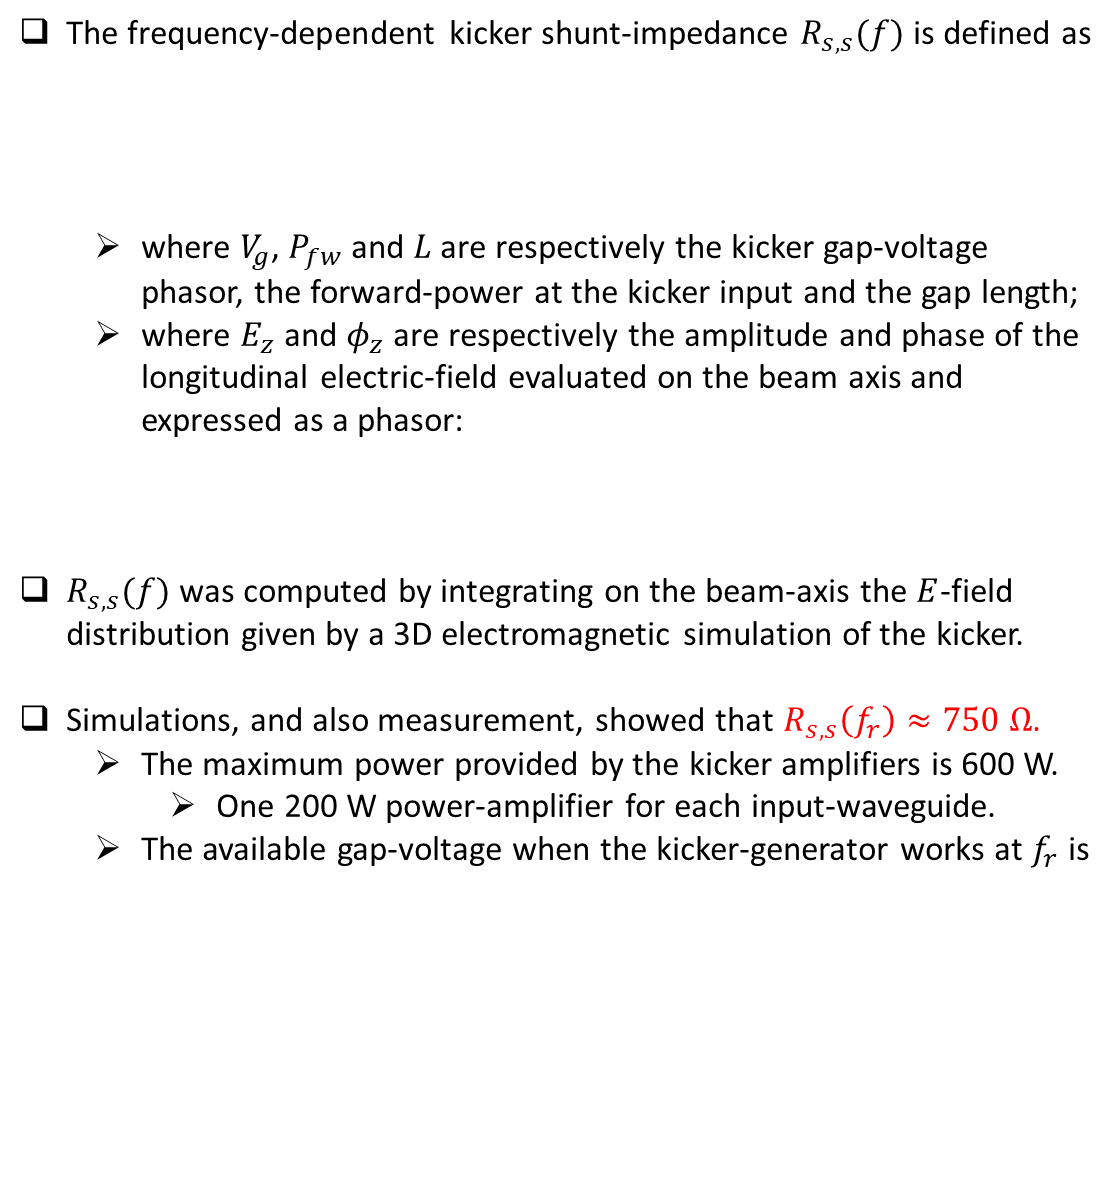 ❑ The frequency-dependent kicker shunt-impedance $R_{s,s}(f)$ is defined as
➢ where $V_g$, $P_{fw}$ and $L$ are respectively the kicker gap-voltage
phasor, the forward-power at the kicker input and the gap length;
➢ where $E_z$ and $\phi_z$ are respectively the amplitude and phase of the
longitudinal electric-field evaluated on the beam axis and
expressed as a phasor:
❑ $R_{s,s}(f)$ was computed by integrating on the beam-axis the $E$-field
distribution given by a 3D electromagnetic simulation of the kicker.
❑ Simulations, and also measurement, showed that $R_{s,s}(f_r) \approx 750\ \Omega$.
➢ The maximum power provided by the kicker amplifiers is 600 W.
➢ One 200 W power-amplifier for each input-waveguide.
➢ The available gap-voltage when the kicker-generator works at $f_r$ is